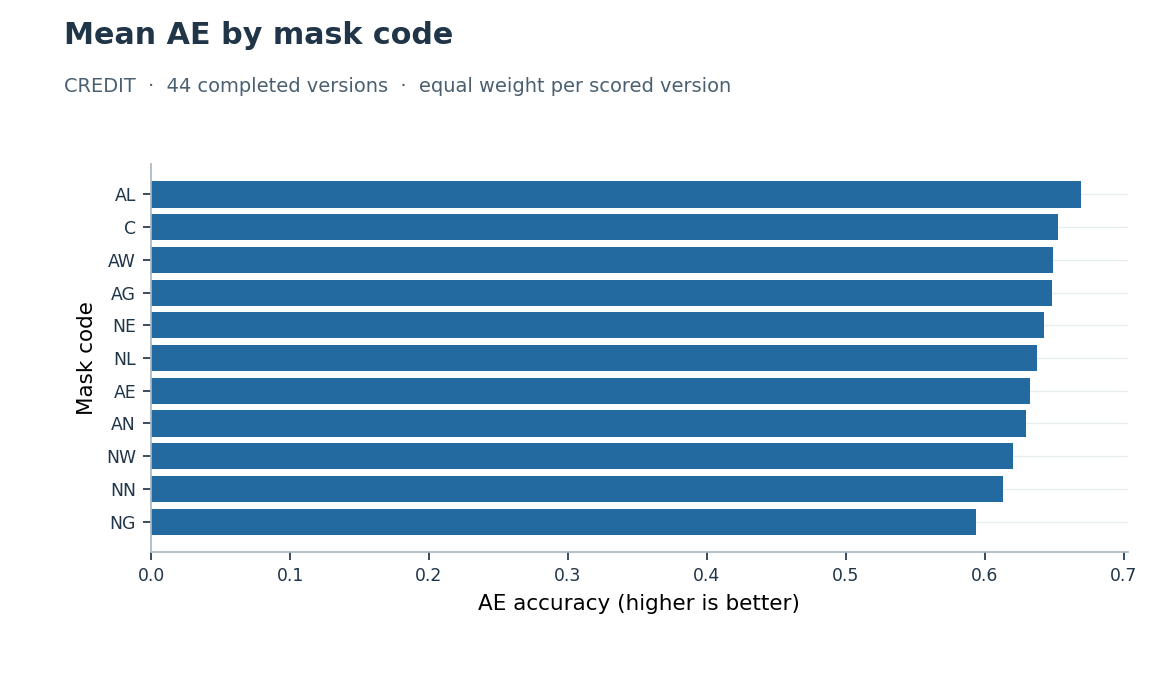 Mean AE by mask code
CREDIT · 44 completed versions · equal weight per scored version
AL
C
AW
AG
NE
NL
AE
AN
NW
NN
NG
Mask code
0.0 0.1 0.2 0.3 0.4 0.5 0.6 0.7
AE accuracy (higher is better)